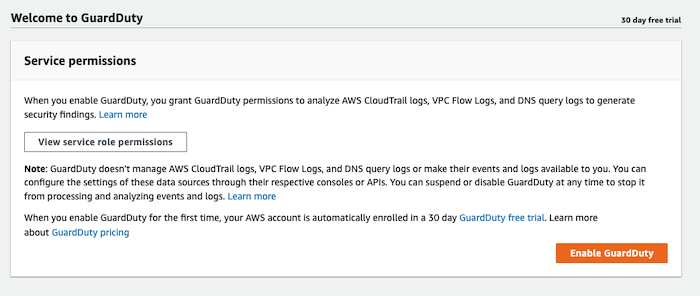 Welcome to GuardDuty
30 day free trial
Service permissions
When you enable GuardDuty, you grant GuardDuty permissions to analyze AWS CloudTrail logs, VPC Flow Logs, and DNS query logs to generate
security findings. Learn more
View service role permissions
Note: GuardDuty doesn't manage AWS CloudTrail logs, VPC Flow Logs, and DNS query logs or make their events and logs available to you. You can
configure the settings of these data sources through their respective consoles or APIs. You can suspend or disable GuardDuty at any time to stop it
from processing and analyzing events and logs. Learn more
When you enable GuardDuty for the first time, your AWS account is automatically enrolled in a 30 day GuardDuty free trial. Learn more
about GuardDuty pricing
Enable GuardDuty